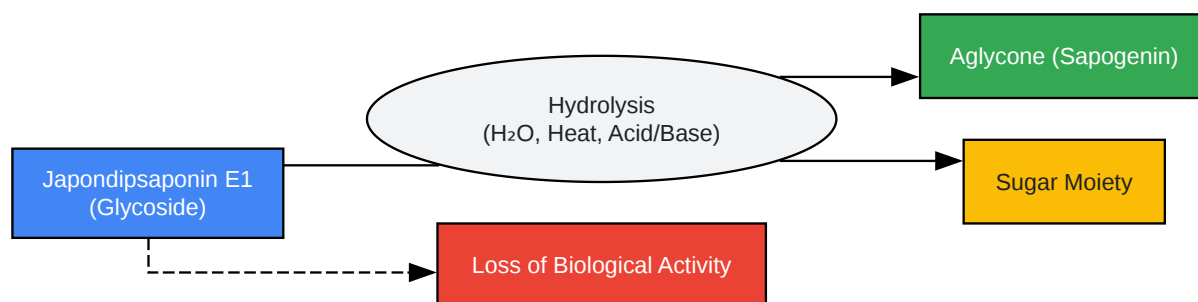 Japondipsaponin E1
(Glycoside)
Hydrolysis
(H₂O, Heat, Acid/Base)
Aglycone (Sapogenin)
Sugar Moiety
Loss of Biological Activity